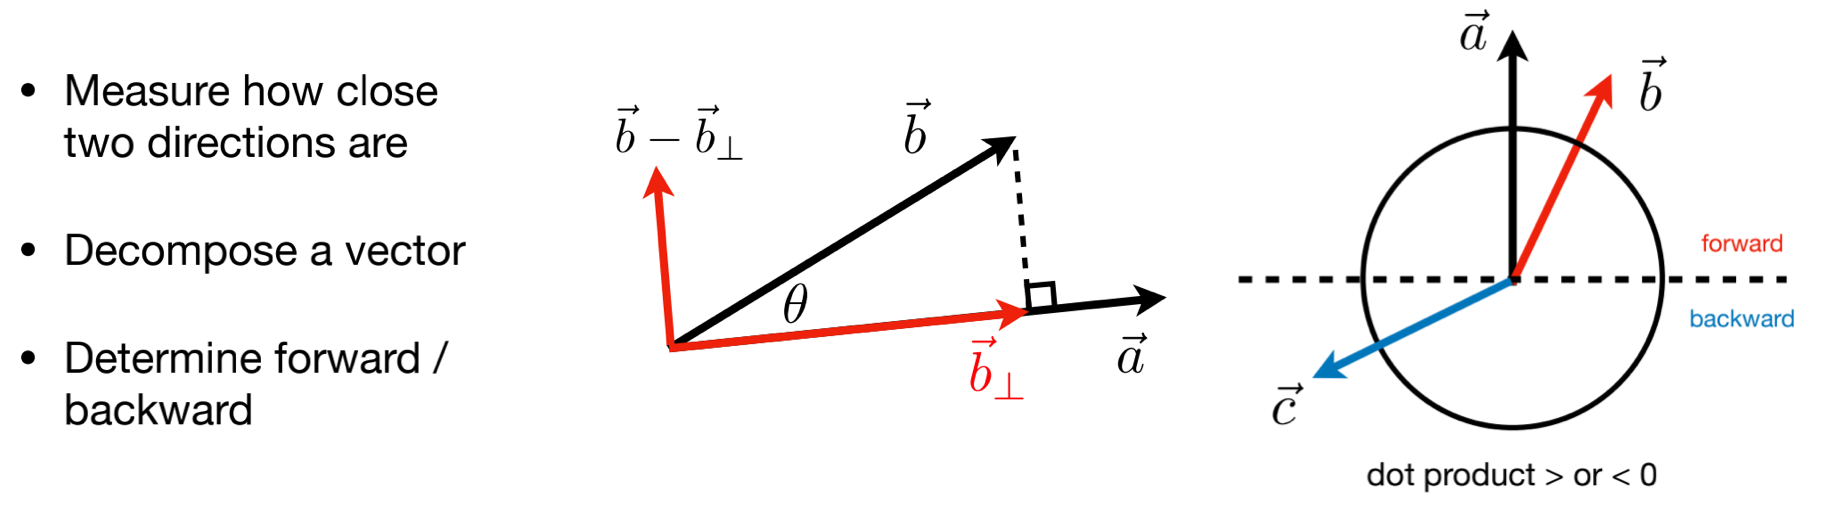 • Measure how close
two directions are
• Decompose a vector
• Determine forward /
backward
$\vec{b} - \vec{b}_\perp$
$\vec{b}$
θ
$\vec{b}_\perp$
$\vec{a}$
$\vec{a}$
$\vec{b}$
forward
backward
$\vec{c}$
dot product > or < 0